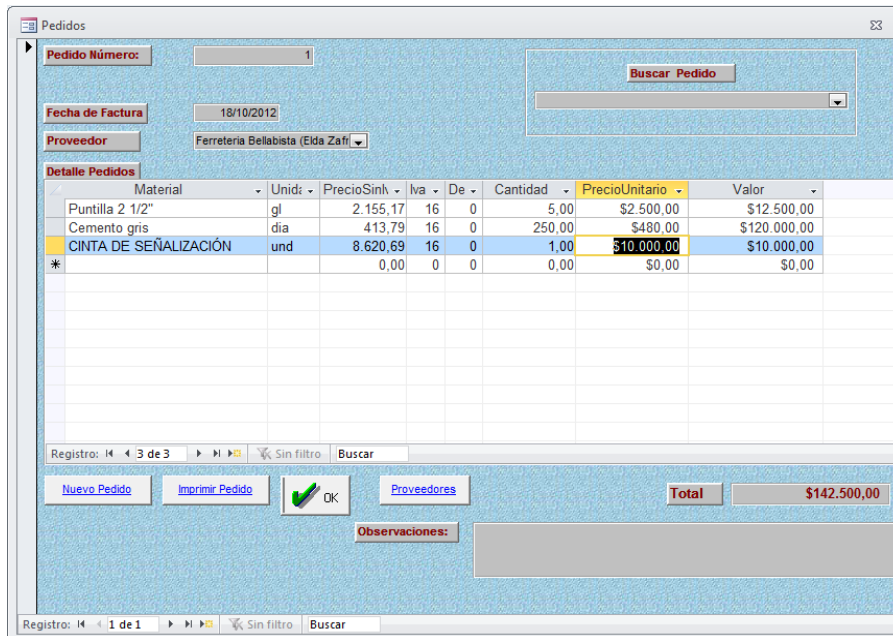 Pedidos
Pedido Número: 1
Buscar Pedido
Fecha de Factura 18/10/2012
Proveedor Ferreteria Bellabista (Elda Zafr
Detalle Pedidos
Material Unida PrecioSinIv Iva De Cantidad PrecioUnitario Valor
Puntilla 2 1/2" gl 2.155,17 16 0 5,00 $2.500,00 $12.500,00
Cemento gris dia 413,79 16 0 250,00 $480,00 $120.000,00
CINTA DE SEÑALIZACIÓN und 8.620,69 16 0 1,00 $10.000,00 $10.000,00
0,00 0 0 0,00 $0,00 $0,00
Registro: 3 de 3 Sin filtro Buscar
Nuevo Pedido Imprimir Pedido OK Proveedores Total $142.500,00
Observaciones:
Registro: 1 de 1 Sin filtro Buscar